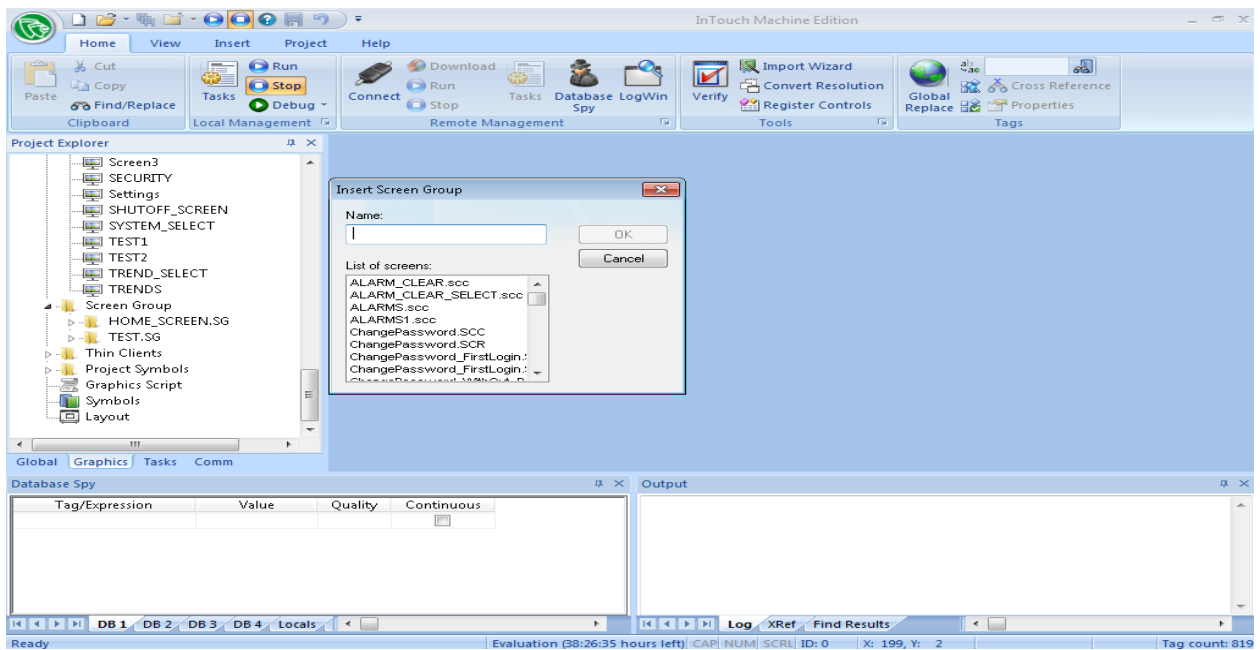 InTouch Machine Edition
Home View Insert Project Help
Paste
Cut
Copy
Find/Replace
Clipboard
Tasks
Run
Stop
Debug
Local Management
Connect
Download
Run
Stop
Tasks
Database Spy
LogWin
Remote Management
Verify
Import Wizard
Convert Resolution
Register Controls
Tools
Global Replace
Cross Reference
Properties
Tags
Project Explorer
Screen3
SECURITY
Settings
SHUTOFF_SCREEN
SYSTEM_SELECT
TEST1
TEST2
TREND_SELECT
TRENDS
Screen Group
HOME_SCREEN.SG
TEST.SG
Thin Clients
Project Symbols
Graphics Script
Symbols
Layout
Global Graphics Tasks Comm
Insert Screen Group
Name:
OK
Cancel
List of screens:
ALARM_CLEAR.scc
ALARM_CLEAR_SELECT.scc
ALARMS.scc
ALARMS1.scc
ChangePassword.SCC
ChangePassword.SCR
ChangePassword_FirstLogin.
ChangePassword_FirstLogin.
Database Spy
Tag/Expression Value Quality Continuous
DB 1 DB 2 DB 3 DB 4 Locals
Output
Log XRef Find Results
Ready
Evaluation (38:26:35 hours left) CAP NUM SCRL ID: 0 X: 199, Y: 2 Tag count: 819